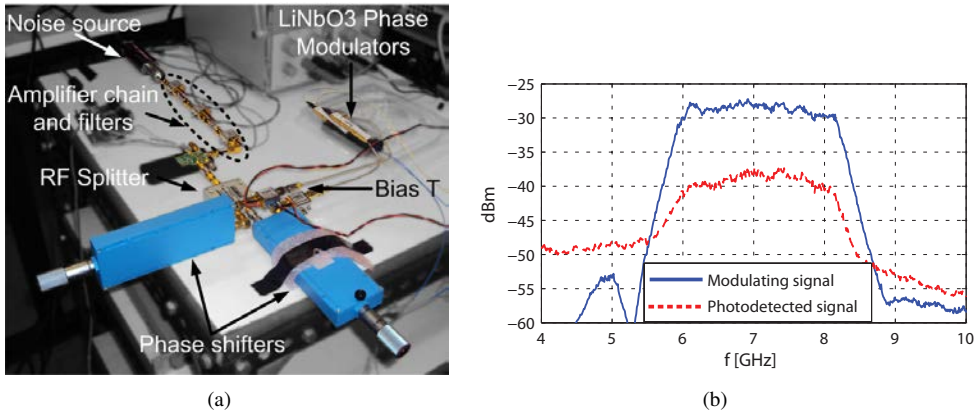 Noise source
LiNbO3 Phase
Modulators
Amplifier chain
and filters
RF Splitter
Bias T
Phase shifters
(a)
−25
−30
−35
−40
−45
−50
−55
−60
dBm
4
5
6
7
8
9
10
f [GHz]
Modulating signal
Photodetected signal
(b)